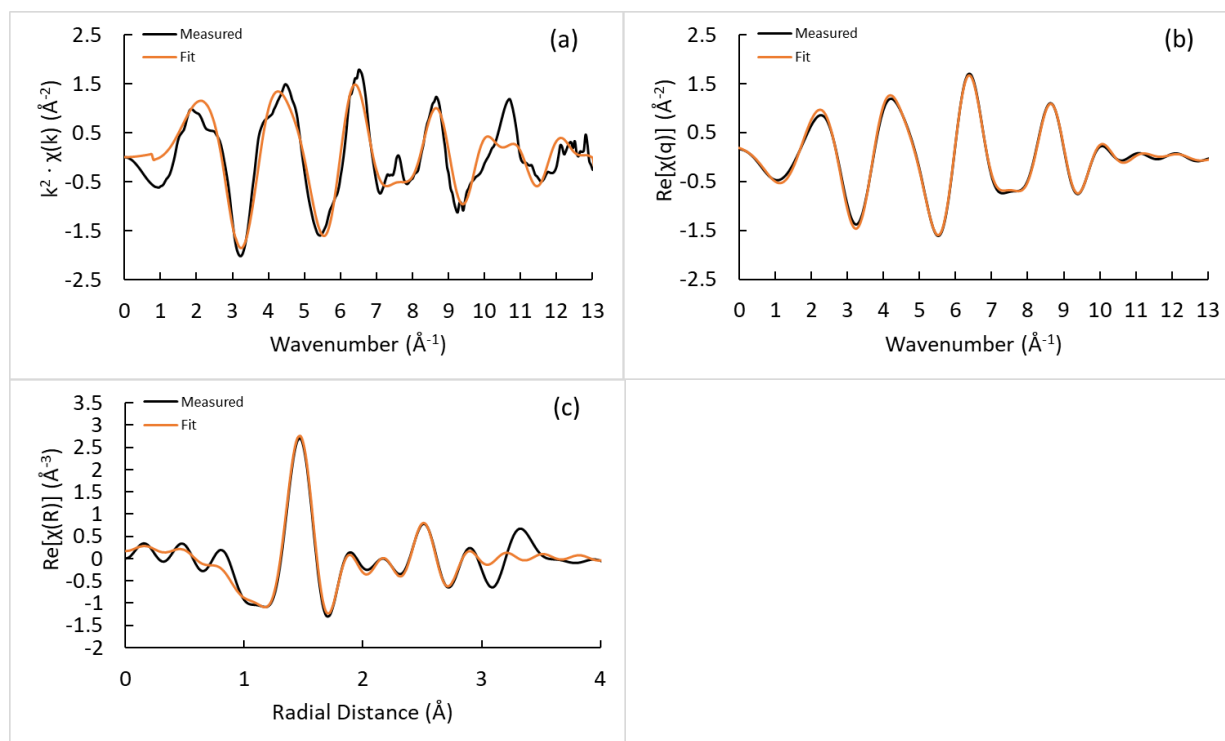 Measured
Fit
(a)
2.5
1.5
0.5
-0.5
-1.5
-2.5
k² · χ(k) (Å⁻²)
0 1 2 3 4 5 6 7 8 9 10 11 12 13
Wavenumber (Å⁻¹)
Measured
Fit
(b)
2.5
1.5
0.5
-0.5
-1.5
-2.5
Re[χ(q)] (Å⁻²)
0 1 2 3 4 5 6 7 8 9 10 11 12 13
Wavenumber (Å⁻¹)
Measured
Fit
(c)
3.5
3
2.5
2
1.5
1
0.5
0
-0.5
-1
-1.5
-2
Re[χ(R)] (Å⁻³)
0 1 2 3 4
Radial Distance (Å)